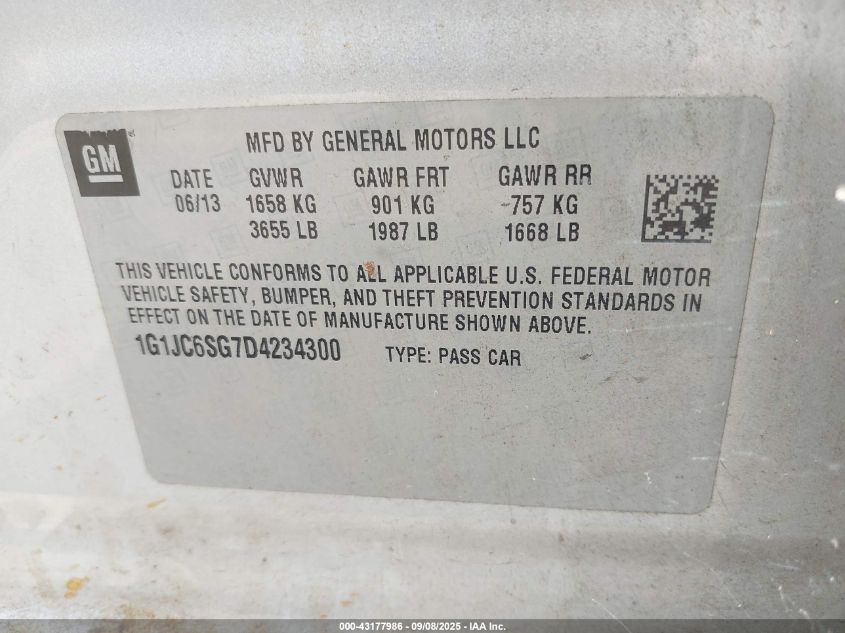 GM
MFD BY GENERAL MOTORS LLC
DATE GVWR GAWR FRT GAWR RR
06/13 1658 KG 901 KG 757 KG
3655 LB 1987 LB 1668 LB
THIS VEHICLE CONFORMS TO ALL APPLICABLE U.S. FEDERAL MOTOR
VEHICLE SAFETY, BUMPER, AND THEFT PREVENTION STANDARDS IN
EFFECT ON THE DATE OF MANUFACTURE SHOWN ABOVE.
1G1JC6SG7D4234300 TYPE: PASS CAR
000-43177986 - 09/08/2025 - IAA Inc.